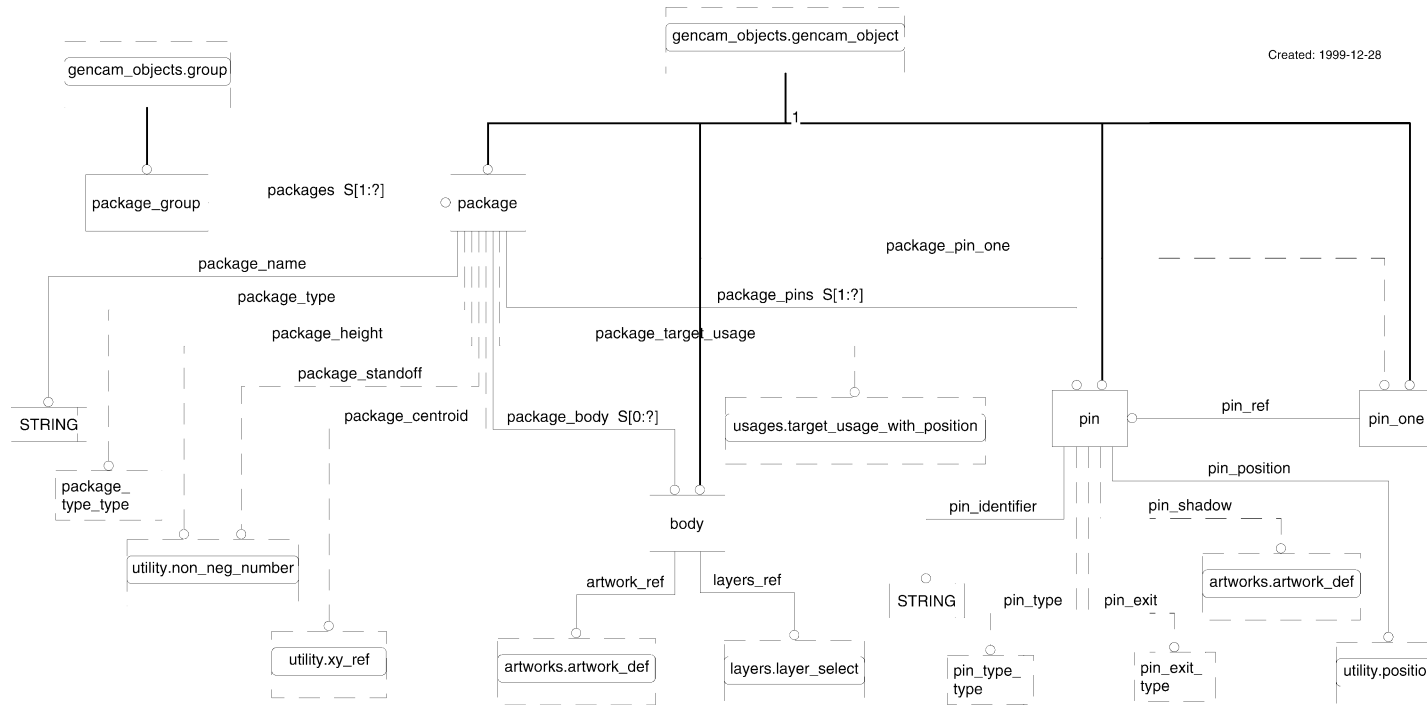 gencam_objects.gencam_object
Created: 1999-12-28
gencam_objects.group
1
packages S[1:?]
package_group
package
package_pin_one
package_name
package_type
package_pins S[1:?]
package_height
package_target_usage
package_standoff
package_centroid
package_body S[0:?]
STRING
usages.target_usage_with_position
pin
pin_ref
pin_one
package_
type_type
pin_position
pin_identifier
pin_shadow
body
utility.non_neg_number
artwork_ref
layers_ref
artworks.artwork_def
STRING
pin_type
pin_exit
utility.xy_ref
artworks.artwork_def
layers.layer_select
pin_type_
type
pin_exit_
type
utility.positio